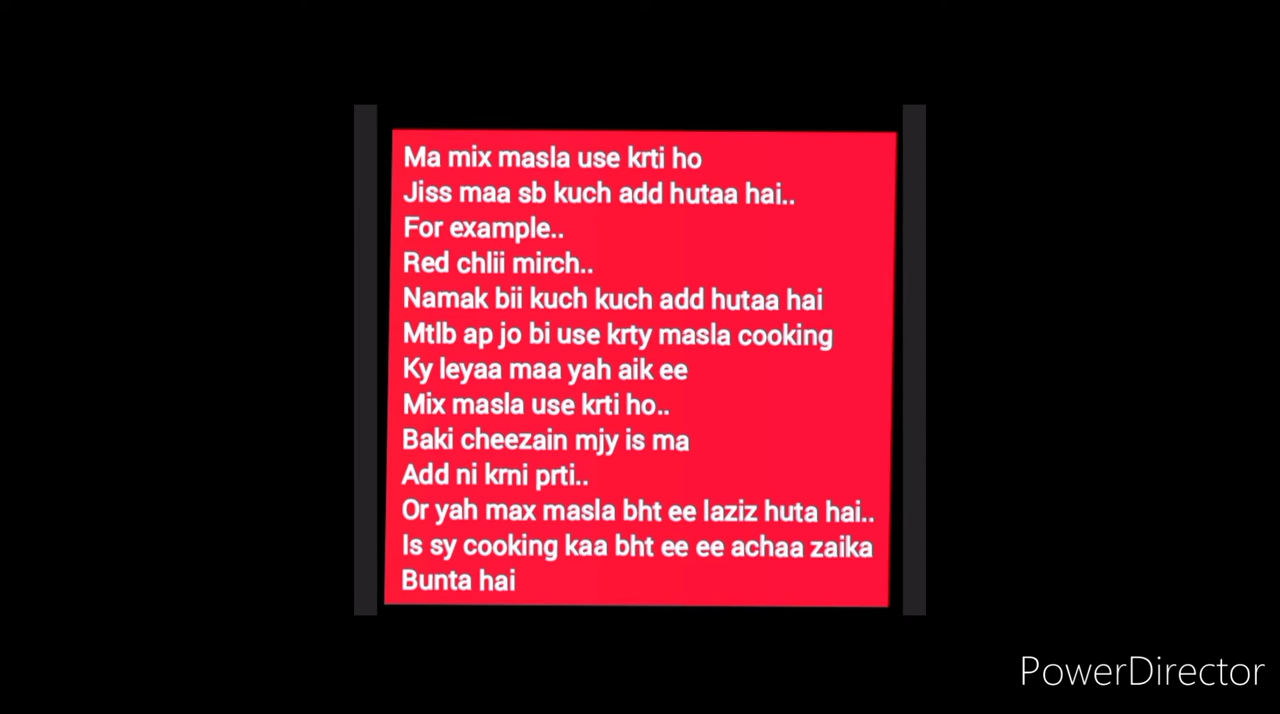 Ma mix masla use krti ho
Jiss maa sb kuch add hutaa hai..
For example..
Red chlii mirch..
Namak bii kuch kuch add hutaa hai
Mtlb ap jo bi use krty masla cooking
Ky leyaa maa yah aik ee
Mix masla use krti ho..
Baki cheezain mjy is ma
Add ni krni prti..
Or yah max masla bht ee laziz huta hai..
Is sy cooking kaa bht ee ee achaa zaika
Bunta hai
PowerDirector